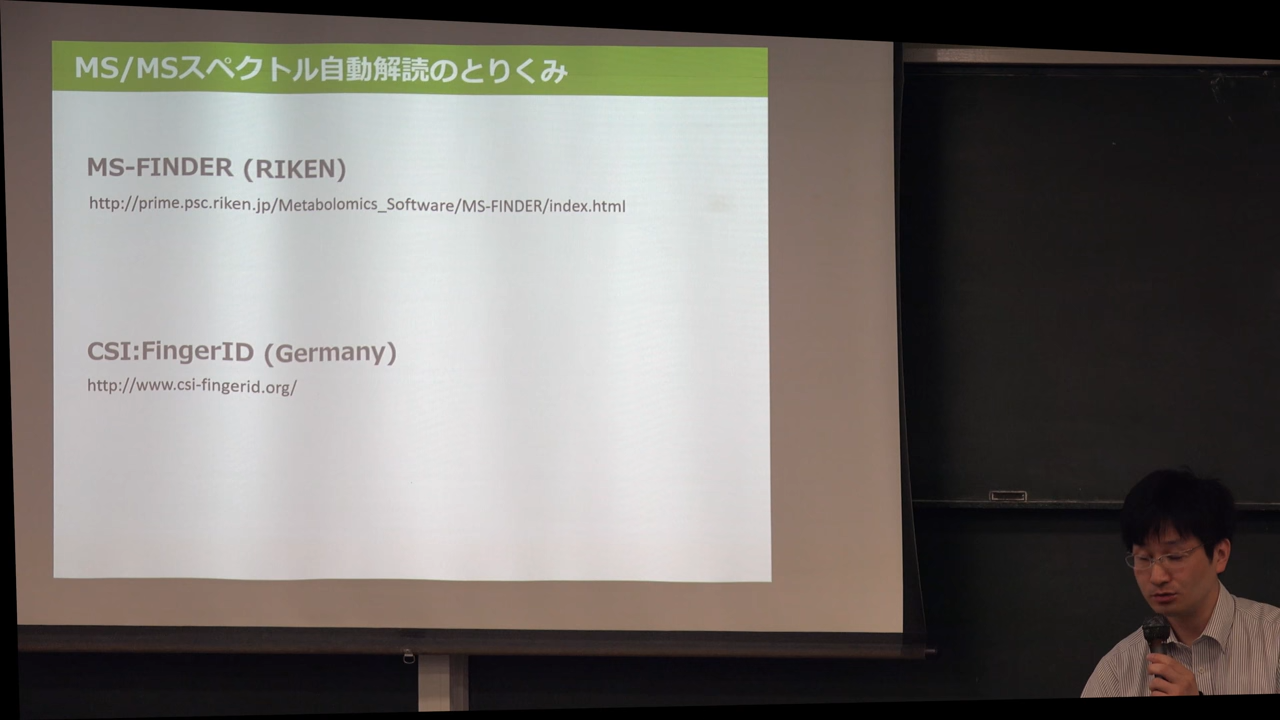 MS/MSスペクトル自動解読のとりくみ
MS-FINDER (RIKEN)
http://prime.psc.riken.jp/Metabolomics_Software/MS-FINDER/index.html
CSI:FingerID (Germany)
http://www.csi-fingerid.org/